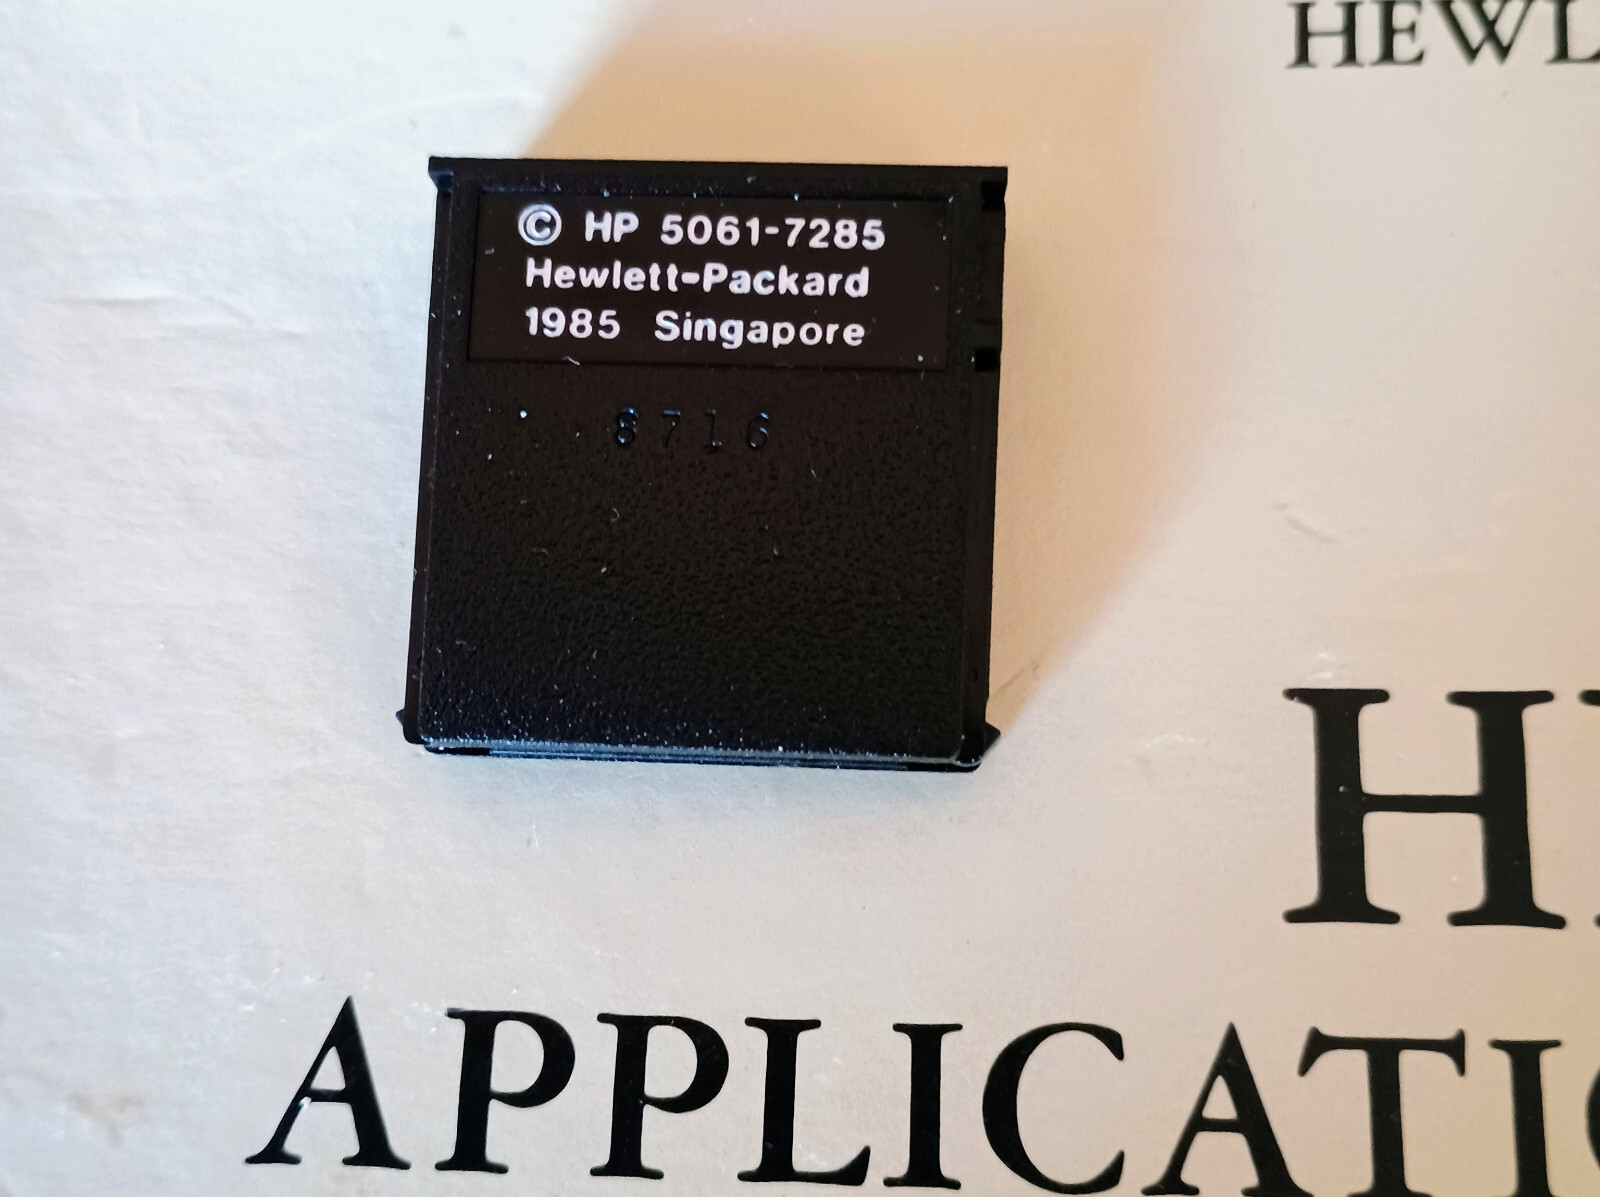 HEWL
© HP 5061-7285
Hewlett-Packard
1985 Singapore
8716
H
APPLICATI